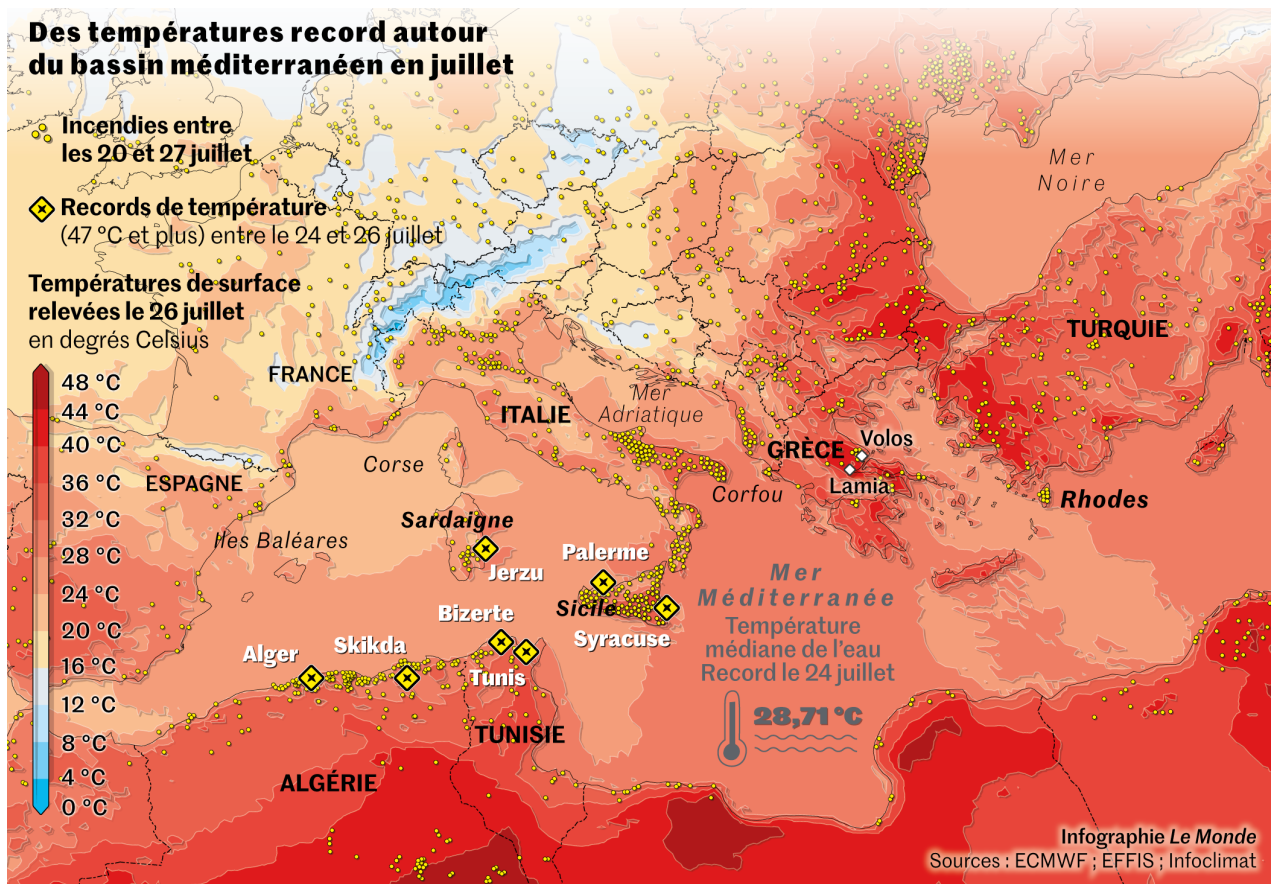 Des températures record autour
du bassin méditerranéen en juillet
Incendies entre
les 20 et 27 juillet
Records de température
(47 °C et plus) entre le 24 et 26 juillet
Températures de surface
relevées le 26 juillet
en degrés Celsius
48 °C
44 °C
40 °C
36 °C
32 °C
28 °C
24 °C
20 °C
16 °C
12 °C
8 °C
4 °C
0 °C
Mer
Noire
TURQUIE
FRANCE
ITALIE
Mer
Adriatique
GRÈCE
Volos
Lamia
Corse
ESPAGNE
Corfou
Rhodes
Sardaigne
Iles Baléares
Jerzu
Palerme
Sicile
Syracuse
Bizerte
Skikda
Alger
Tunis
TUNISIE
ALGÉRIE
Mer
Méditerranée
Température
médiane de l’eau
Record le 24 juillet
28,71 °C
Infographie Le Monde
Sources : ECMWF ; EFFIS ; Infoclimat